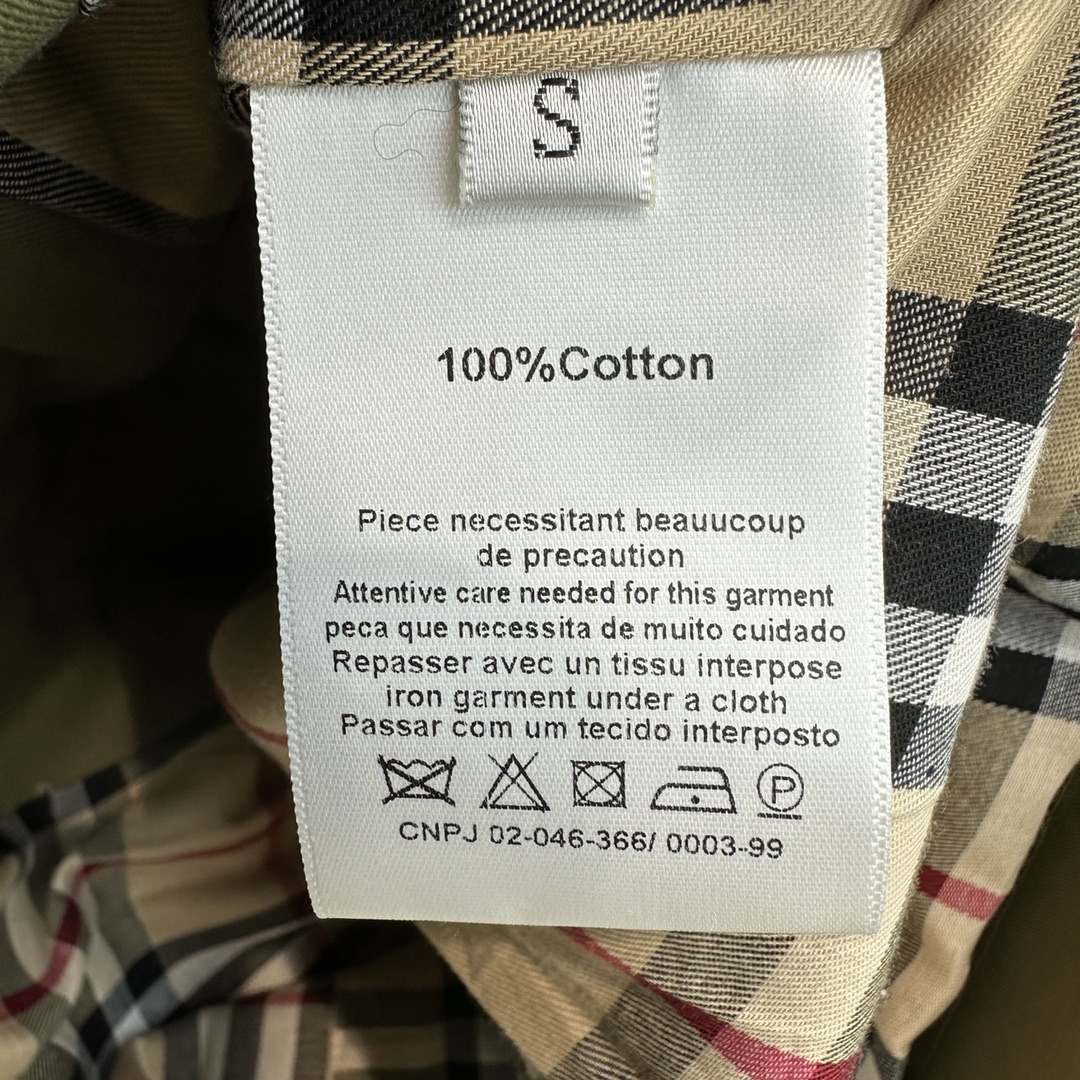 S
100%Cotton
Piece necessitant beauucoup
de precaution
Attentive care needed for this garment
peca que necessita de muito cuidado
Repasser avec un tissu interpose
iron garment under a cloth
Passar com um tecido interposto
P
CNPJ 02-046-366/ 0003-99